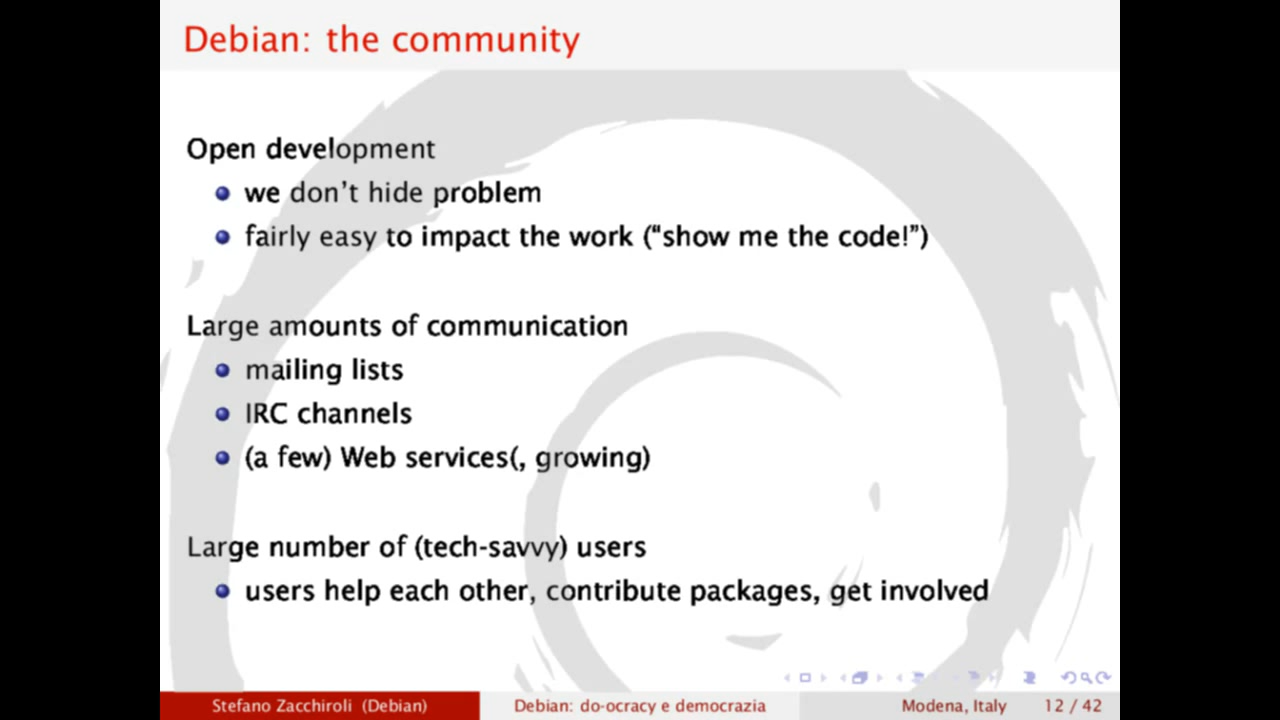 Debian: the community
Open development
we don't hide problem
fairly easy to impact the work (“show me the code!”)
Large amounts of communication
mailing lists
IRC channels
(a few) Web services(, growing)
Large number of (tech-savvy) users
users help each other, contribute packages, get involved
Stefano Zacchiroli (Debian) Debian: do-ocracy e democrazia Modena, Italy 12 / 42